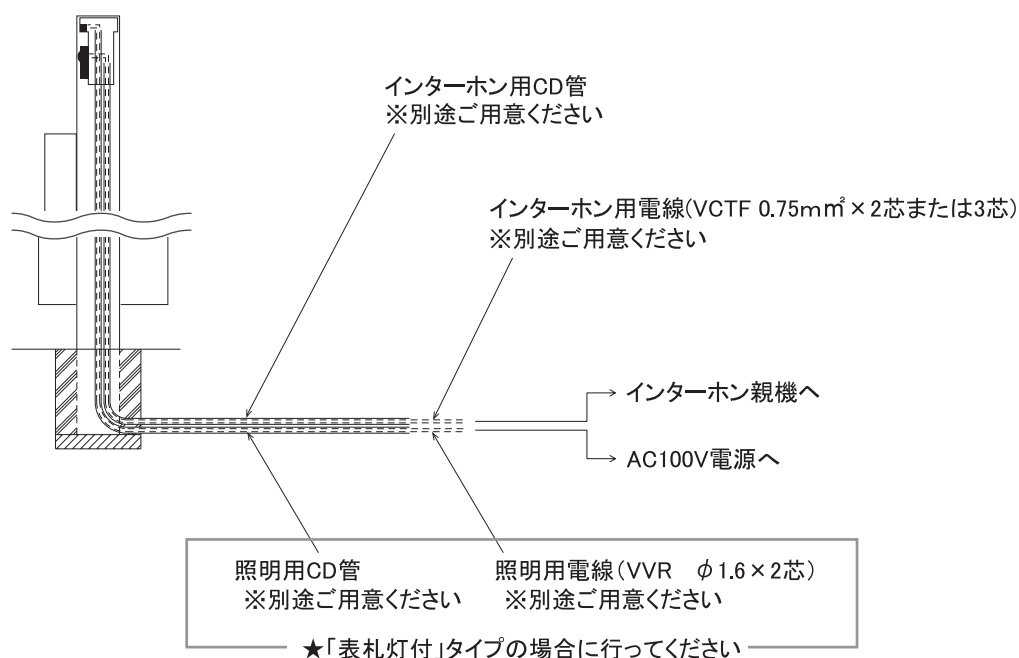 インターホン用CD管
※別途ご用意ください
インターホン用電線(VCTF 0.75m㎡×2芯または3芯)
※別途ご用意ください
インターホン親機へ
AC100V電源へ
照明用CD管
※別途ご用意ください
照明用電線(VVR φ1.6×2芯)
※別途ご用意ください
★「表札灯付」タイプの場合に行ってください